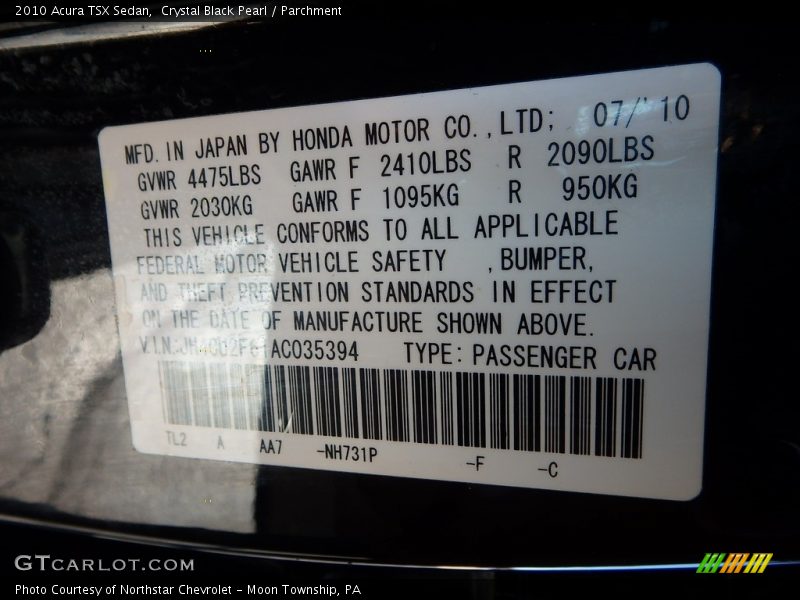 2010 Acura TSX Sedan,  Crystal Black Pearl / Parchment
MFD. IN JAPAN BY HONDA MOTOR CO.,LTD; 07/'10
GVWR 4475LBS GAWR F 2410LBS R 2090LBS
GVWR 2030KG GAWR F 1095KG R 950KG
THIS VEHICLE CONFORMS TO ALL APPLICABLE
FEDERAL MOTOR VEHICLE SAFETY ,BUMPER,
AND THEFT PREVENTION STANDARDS IN EFFECT
ON THE DATE OF MANUFACTURE SHOWN ABOVE.
V.I.N: TYPE: PASSENGER CAR
TL2 A AA7 -NH731P -F -C
GTCARLOT.COM
Photo Courtesy of Northstar Chevrolet - Moon Township, PA